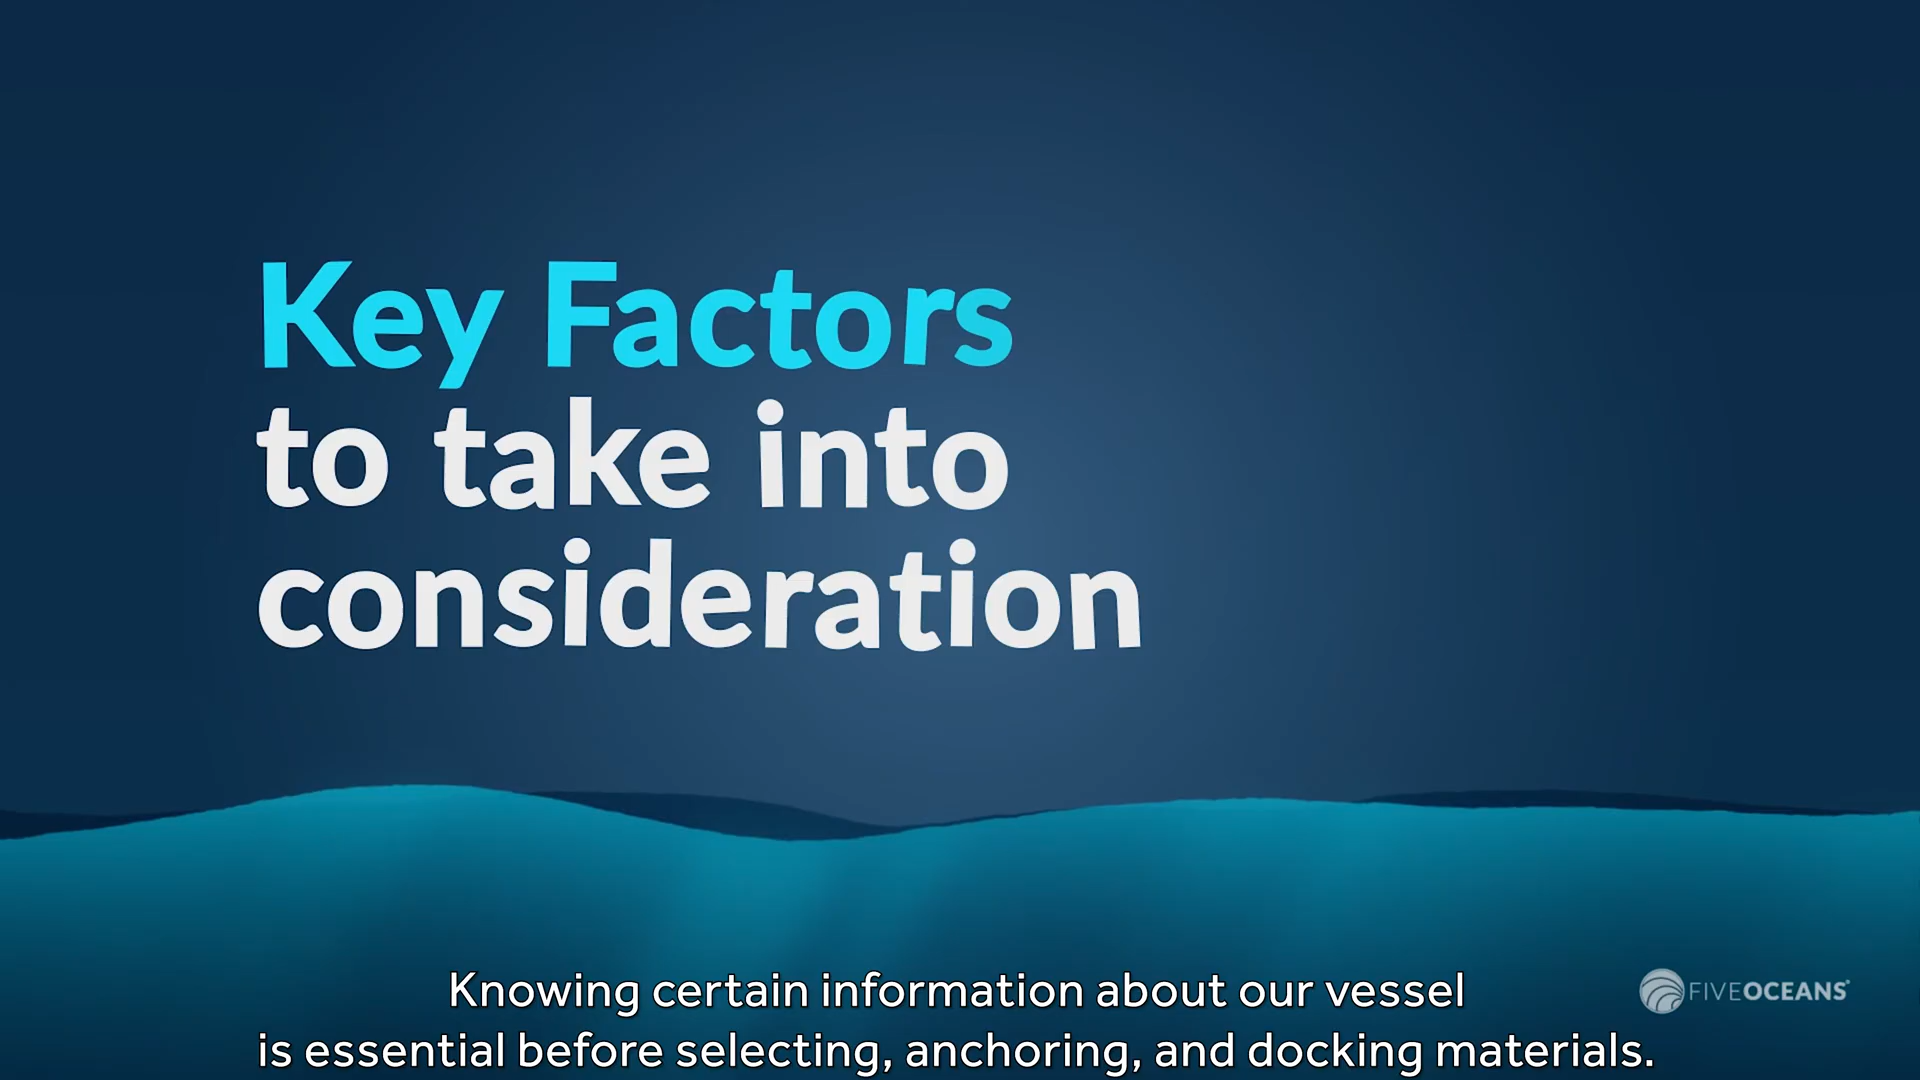 Key Factors
to take into
consideration
Knowing certain information about our vessel
is essential before selecting, anchoring, and docking materials.
FIVEOCEANS®